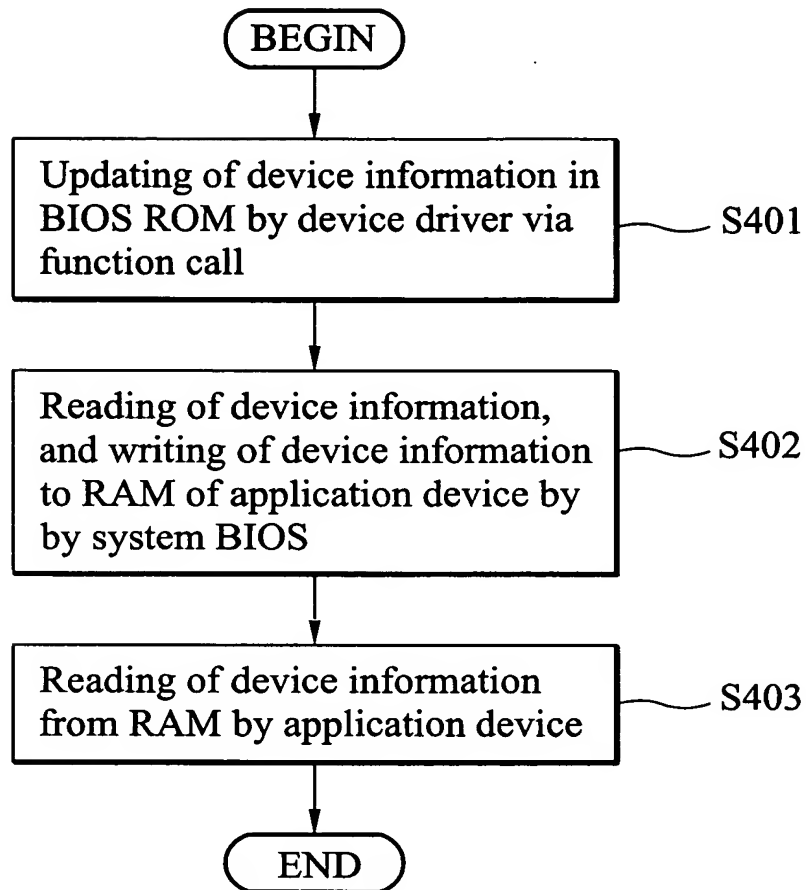 BEGIN
Updating of device information in
BIOS ROM by device driver via
function call
S401
Reading of device information,
and writing of device information
to RAM of application device by
by system BIOS
S402
Reading of device information
from RAM by application device
S403
END